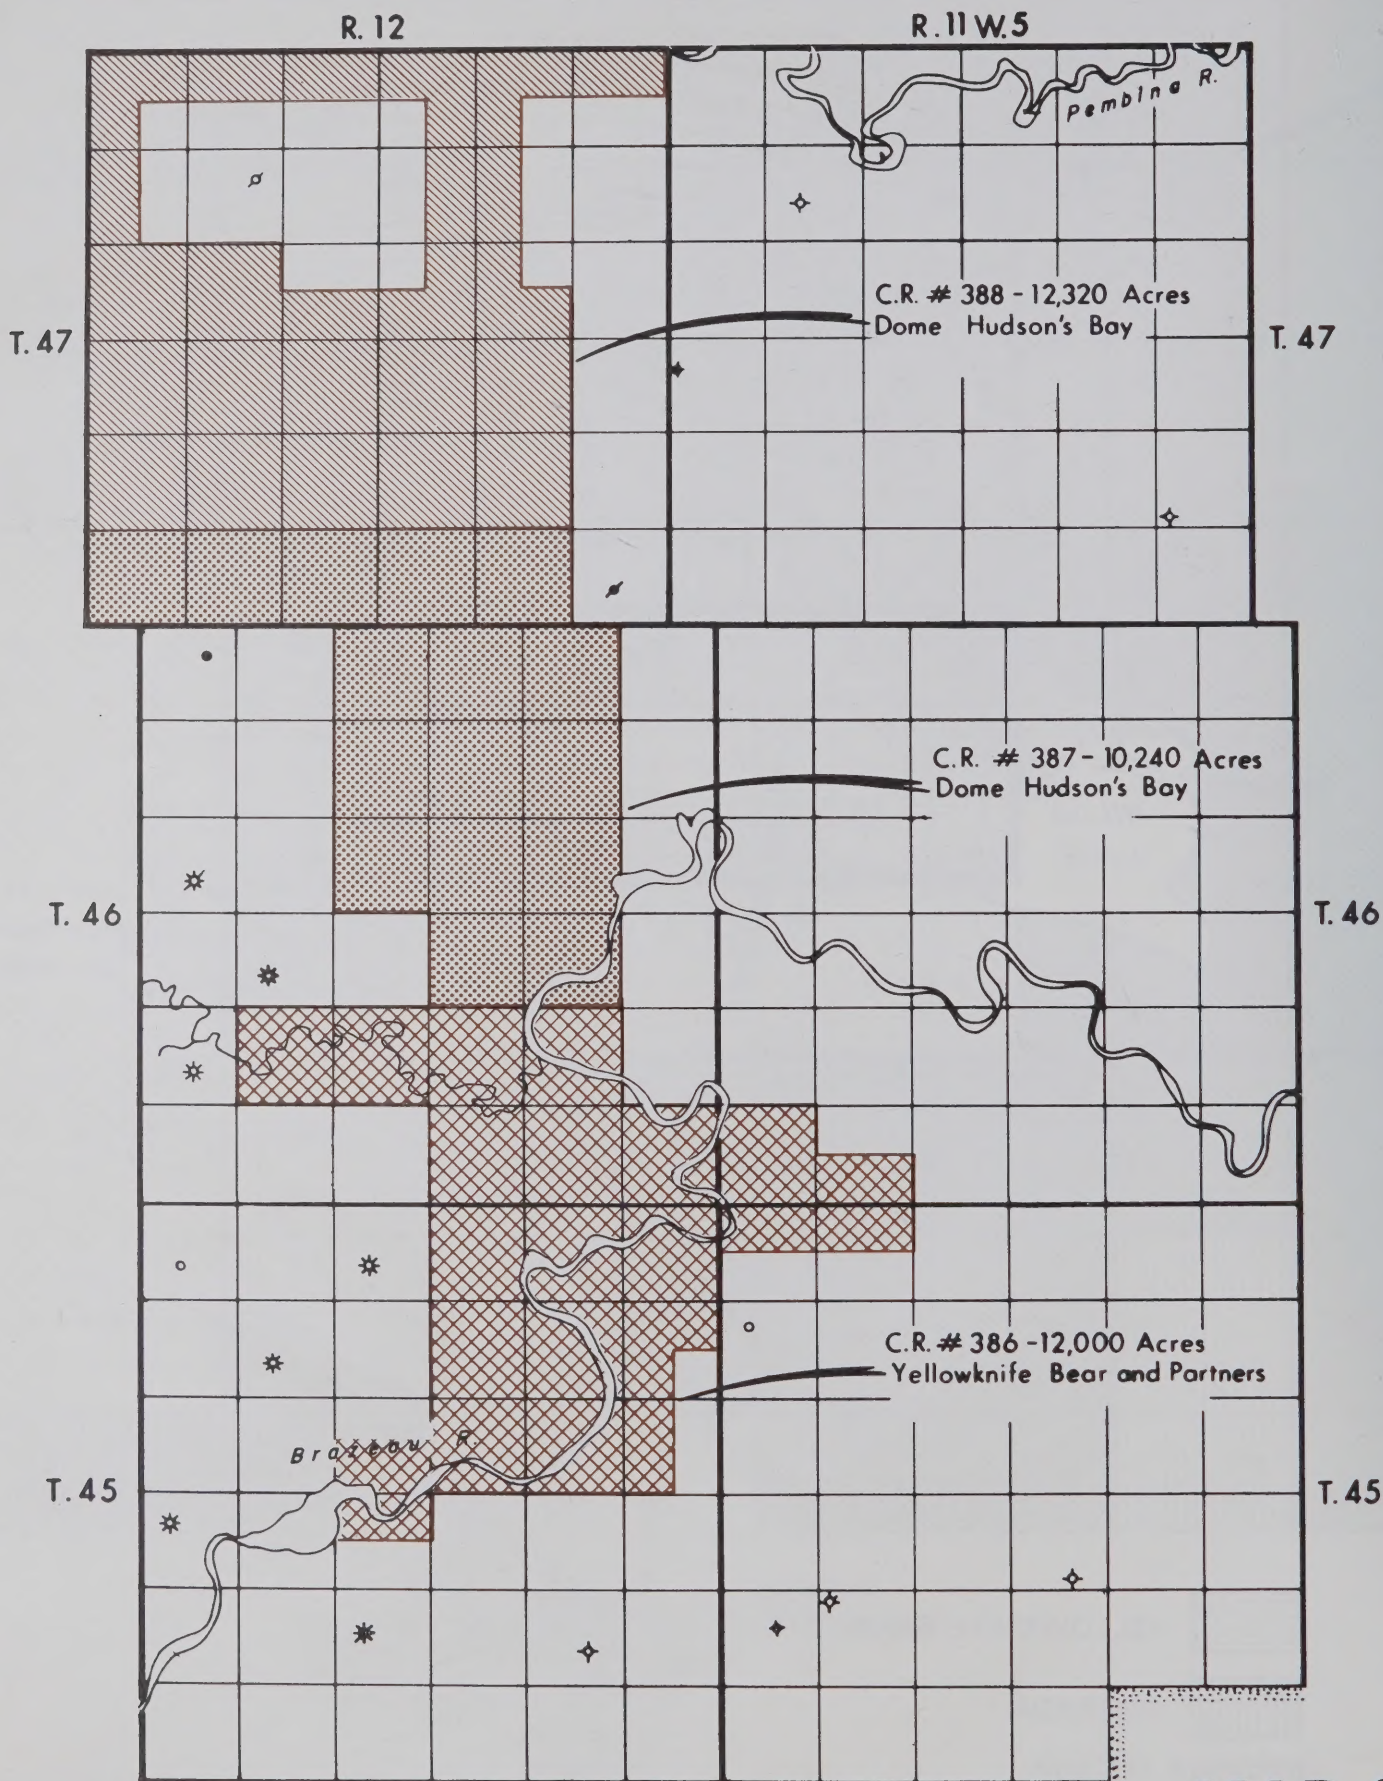 R. 12
R. 11 W. 5
Pembina R.
C.R. # 388 - 12,320 Acres
Dome Hudson's Bay
T. 47
T. 47
C.R. # 387 - 10,240 Acres
Dome Hudson's Bay
T. 46
T. 46
C.R. # 386 - 12,000 Acres
Yellowknife Bear and Partners
Brazeau R.
T. 45
T. 45